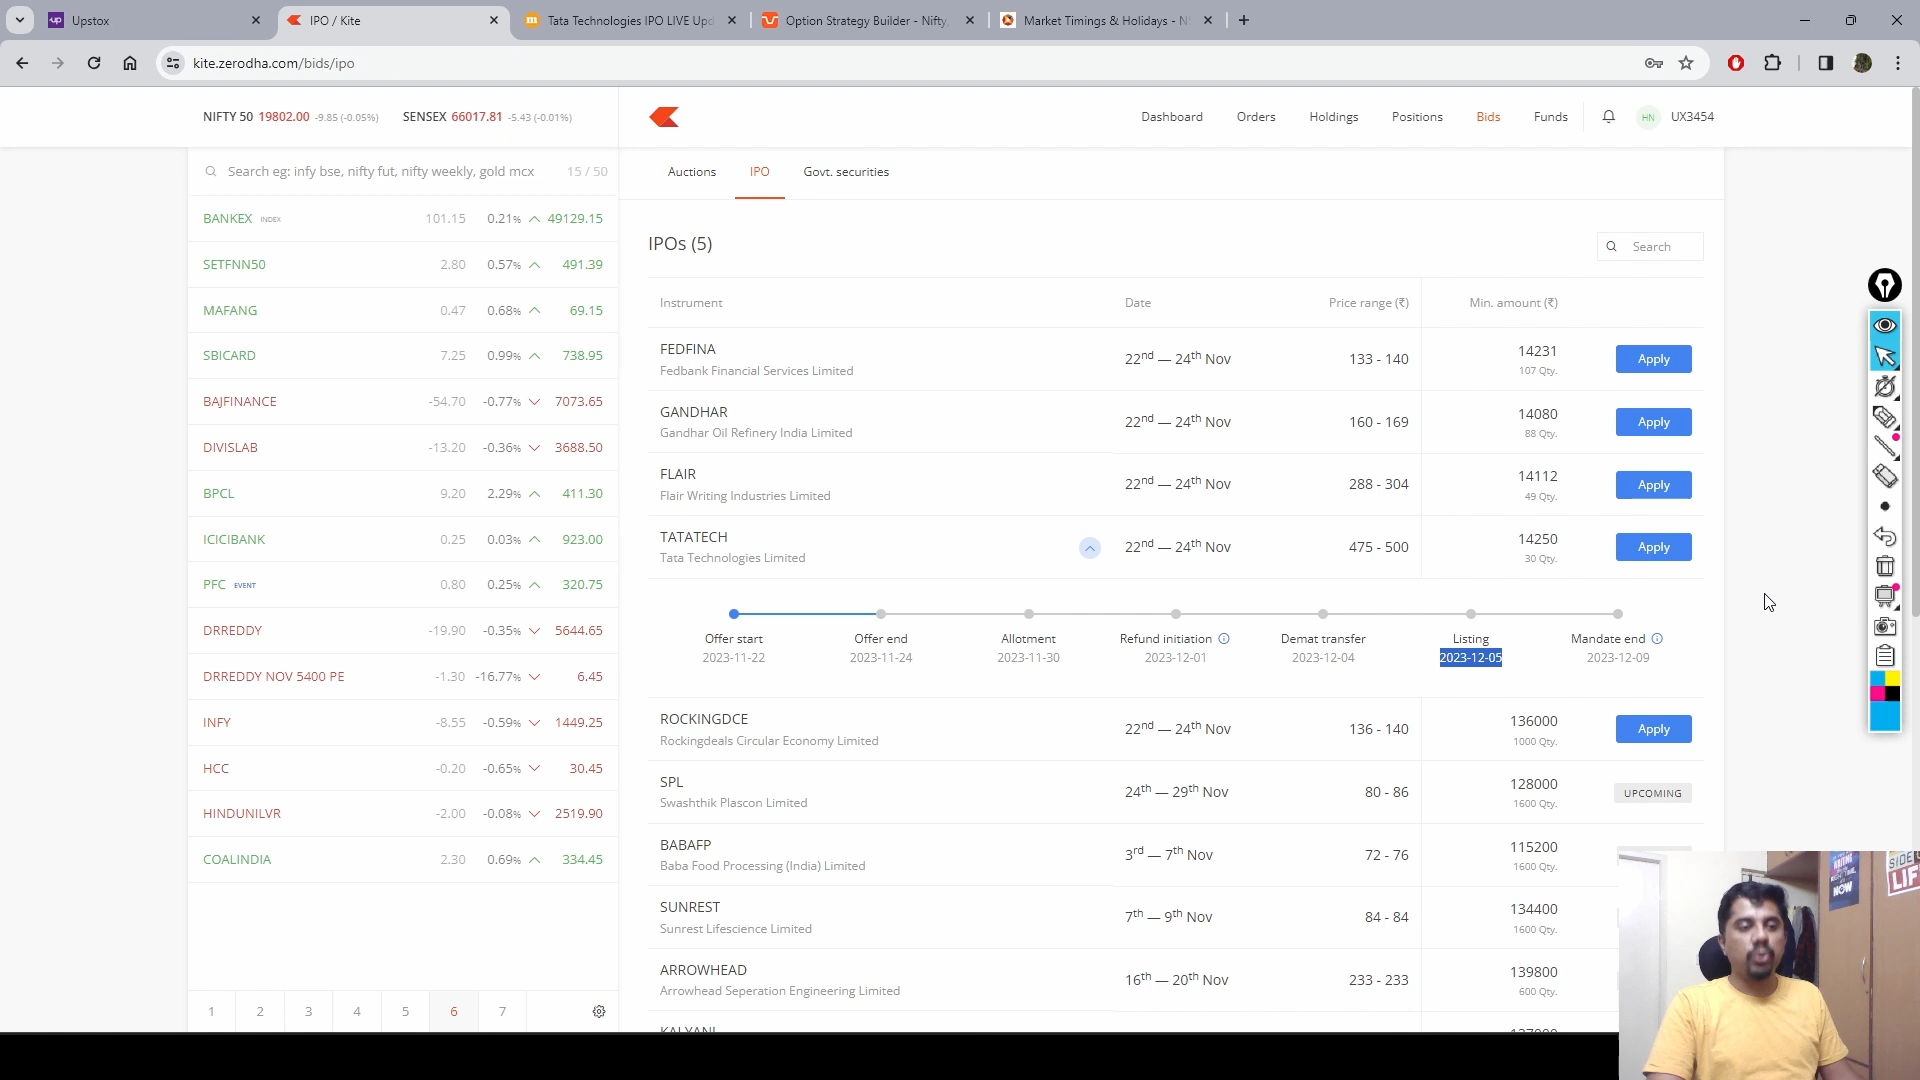 Upstox
IPO / Kite
Tata Technologies IPO LIVE Upd
Option Strategy Builder - Nifty,
Market Timings & Holidays - N
kite.zerodha.com/bids/ipo
NIFTY 50 19802.00 -9.85 (-0.05%) SENSEX 66017.81 -5.43 (-0.01%)
Dashboard Orders Holdings Positions Bids Funds HN UX3454
Search eg: infy bse, nifty fut, nifty weekly, gold mcx 15 / 50
BANKEX INDEX 101.15 0.21% 49129.15
SETFNN50 2.80 0.57% 491.39
MAFANG 0.47 0.68% 69.15
SBICARD 7.25 0.99% 738.95
BAJFINANCE -54.70 -0.77% 7073.65
DIVISLAB -13.20 -0.36% 3688.50
BPCL 9.20 2.29% 411.30
ICICIBANK 0.25 0.03% 923.00
PFC EVENT 0.80 0.25% 320.75
DRREDDY -19.90 -0.35% 5644.65
DRREDDY NOV 5400 PE -1.30 -16.77% 6.45
INFY -8.55 -0.59% 1449.25
HCC -0.20 -0.65% 30.45
HINDUNILVR -2.00 -0.08% 2519.90
COALINDIA 2.30 0.69% 334.45
1 2 3 4 5 6 7
Auctions IPO Govt. securities
IPOs (5) Search
Instrument Date Price range (₹) Min. amount (₹)
FEDFINA 22nd — 24th Nov 133 - 140 14231 Apply
Fedbank Financial Services Limited 107 Qty.
GANDHAR 22nd — 24th Nov 160 - 169 14080 Apply
Gandhar Oil Refinery India Limited 88 Qty.
FLAIR 22nd — 24th Nov 288 - 304 14112 Apply
Flair Writing Industries Limited 49 Qty.
TATATECH 22nd — 24th Nov 475 - 500 14250 Apply
Tata Technologies Limited 30 Qty.
Offer start Offer end Allotment Refund initiation Demat transfer Listing Mandate end
2023-11-22 2023-11-24 2023-11-30 2023-12-01 2023-12-04 2023-12-05 2023-12-09
ROCKINGDCE 22nd — 24th Nov 136 - 140 136000 Apply
Rockingdeals Circular Economy Limited 1000 Qty.
SPL 24th — 29th Nov 80 - 86 128000 UPCOMING
Swashthik Plascon Limited 1600 Qty.
BABAFP 3rd — 7th Nov 72 - 76 115200
Baba Food Processing (India) Limited 1600 Qty.
SUNREST 7th — 9th Nov 84 - 84 134400
Sunrest Lifescience Limited 1600 Qty.
ARROWHEAD 16th — 20th Nov 233 - 233 139800
Arrowhead Seperation Engineering Limited 600 Qty.
KALYANI
NOW
SIDE
LIF